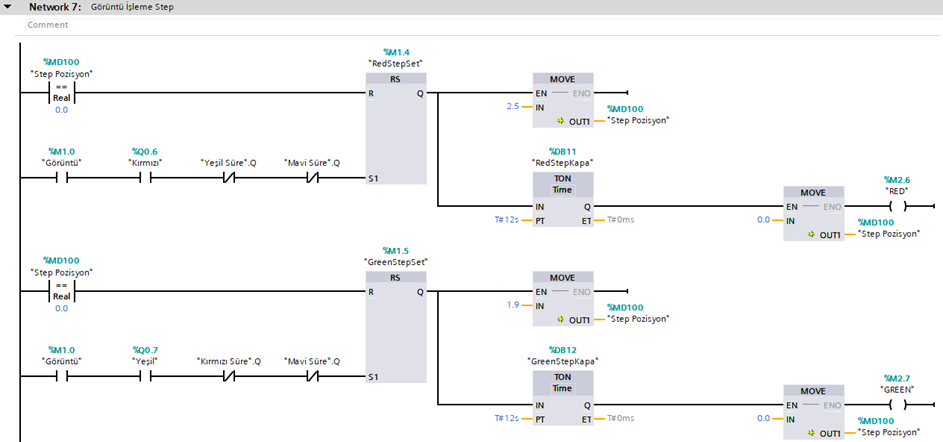 Network 7: Görüntü İşleme Step
Comment
%MD100
"Step Pozisyon"
==
Real
0.0
%M1.4
"RedStepSet"
RS
R
Q
S1
MOVE
EN
ENO
2.5
IN
OUT1
%MD100
"Step Pozisyon"
%M1.0
"Görüntü"
%Q0.6
"Kırmızı"
"Yeşil Süre".Q
"Mavi Süre".Q
%DB11
"RedStepKapa"
TON
Time
IN
Q
T#12s
PT
ET
T#0ms
MOVE
EN
ENO
0.0
IN
OUT1
%MD100
"Step Pozisyon"
%M2.6
"RED"
%MD100
"Step Pozisyon"
==
Real
0.0
%M1.5
"GreenStepSet"
RS
R
Q
S1
MOVE
EN
ENO
1.9
IN
OUT1
%MD100
"Step Pozisyon"
%M1.0
"Görüntü"
%Q0.7
"Yeşil"
"Kırmızı Süre".Q
"Mavi Süre".Q
%DB12
"GreenStepKapa"
TON
Time
IN
Q
T#12s
PT
ET
T#0ms
MOVE
EN
ENO
0.0
IN
OUT1
%MD100
"Step Pozisyon"
%M2.7
"GREEN"